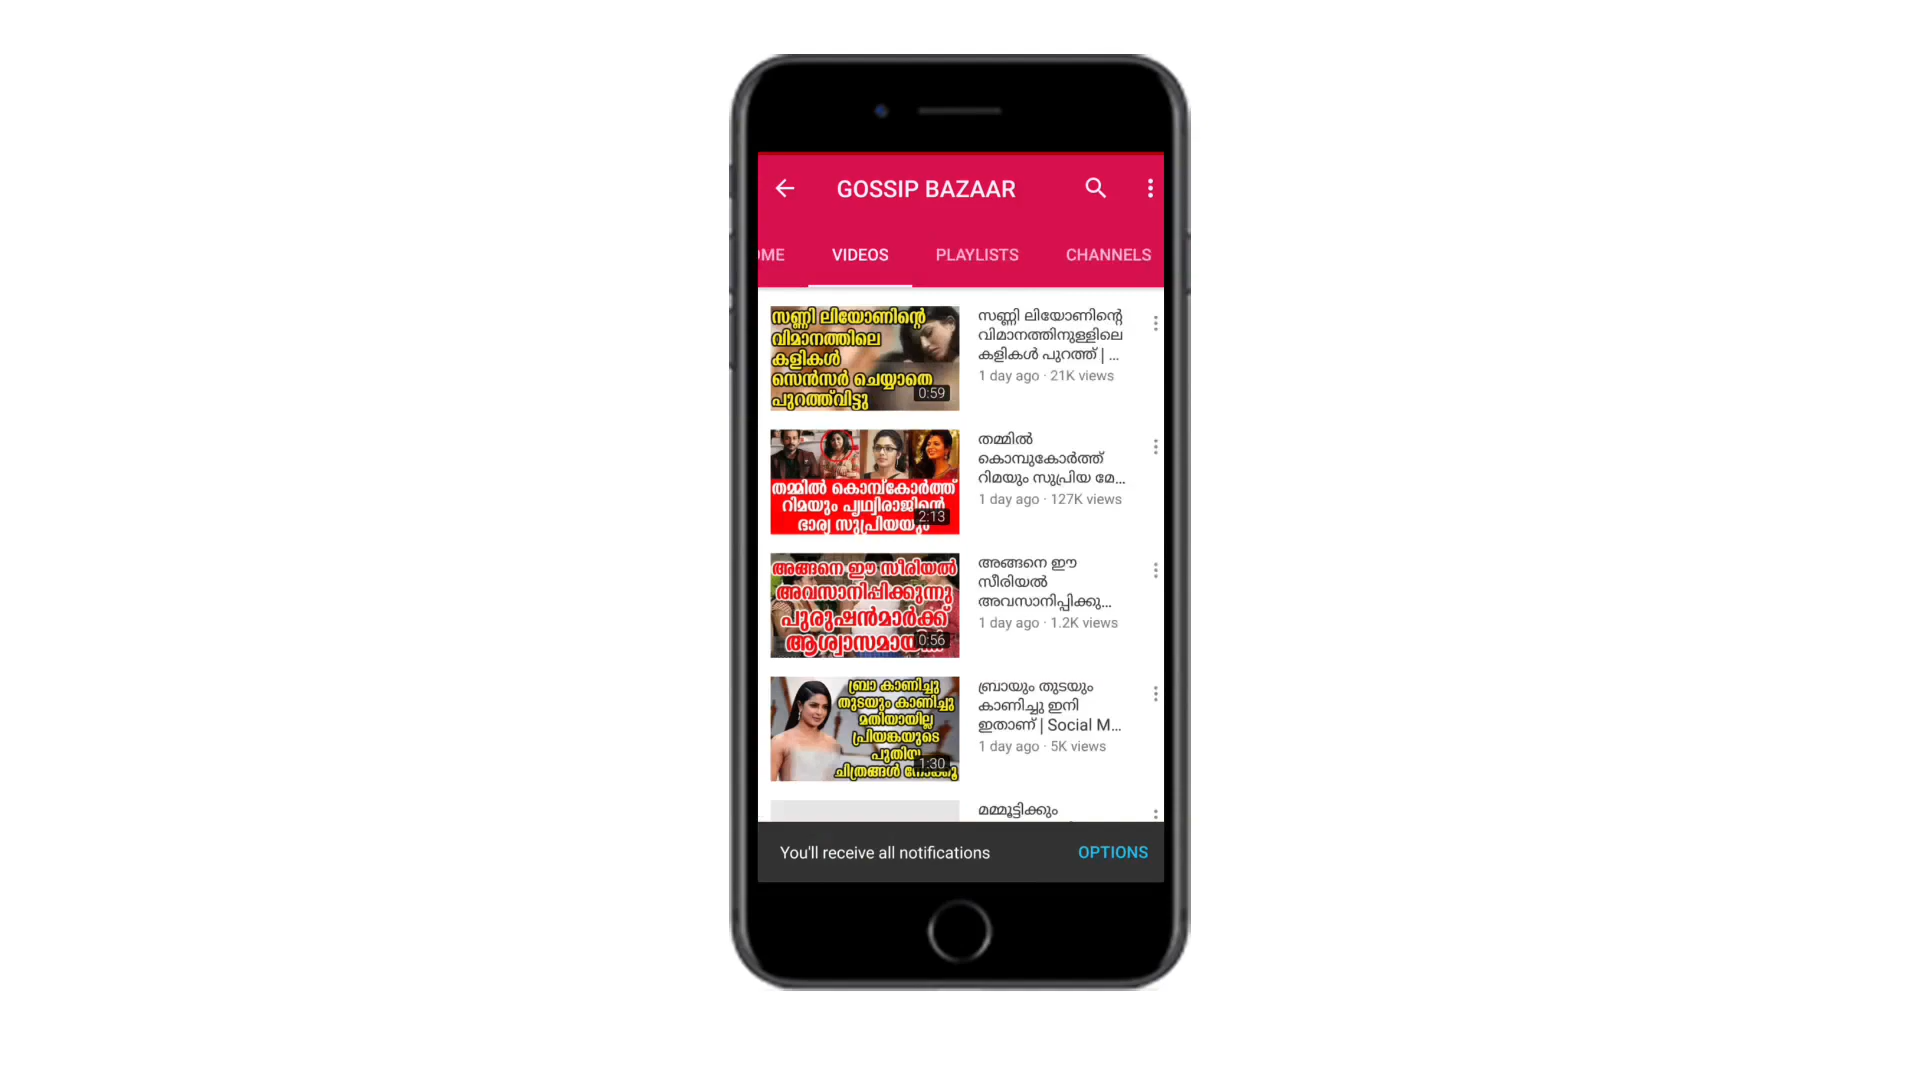 GOSSIP BAZAAR
OME VIDEOS PLAYLISTS CHANNELS
സണ്ണി ലിയോണിന്റെ
വിമാനത്തിലെ
കളികൾ
സെൻസർ ചെയ്യാതെ
പുറത്ത്‌വിട്ടു
0:59
സണ്ണി ലിയോണിന്റെ
വിമാനത്തിനുള്ളിലെ
കളികൾ പുറത്ത് | ...
1 day ago · 21K views
തമ്മിൽ കൊമ്പ്കോർത്ത്
റിമയും പൃഥ്വിരാജിന്റെ
ഭാര്യ സുപ്രിയയും
2:13
തമ്മിൽ
കൊമ്പുകോർത്ത്
റിമയും സുപ്രിയ മേ...
1 day ago · 127K views
അങ്ങനെ ഈ സീരിയൽ
അവസാനിപ്പിക്കുന്നു
പുരുഷൻമാർക്ക്
0:56
അങ്ങനെ ഈ
സീരിയൽ
അവസാനിപ്പിക്കു...
1 day ago · 1.2K views
ബ്രാ കാണിച്ചു
തുടയും കാണിച്ചു
മതിയായില്ല
പ്രിയങ്കയുടെ
പുതിയ
ചിത്രങ്ങൾ നോക്കൂ
1:30
ബ്രായും തുടയും
കാണിച്ചു ഇനി
ഇതാണ് | Social M...
1 day ago · 5K views
മമ്മൂട്ടിക്കും
You'll receive all notifications OPTIONS